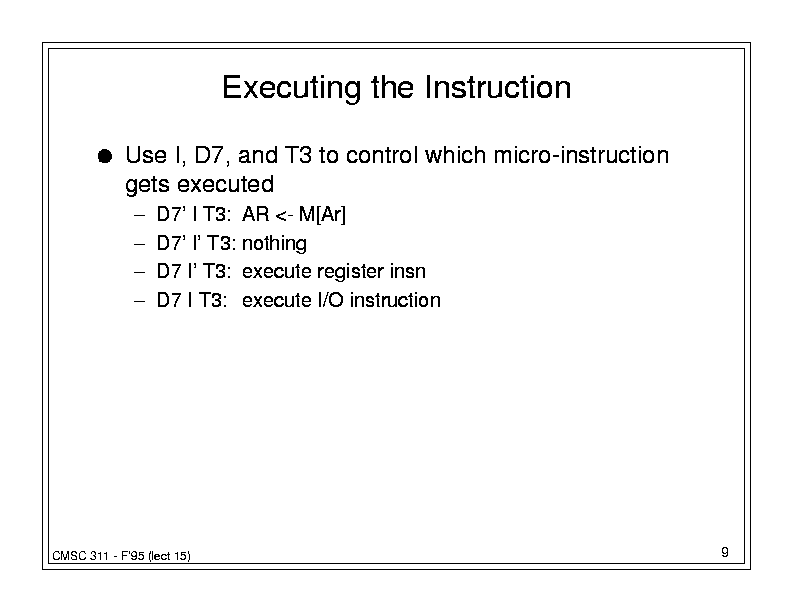 Executing the Instruction
● Use I, D7, and T3 to control which micro-instruction
gets executed
– D7’ I T3: AR <- M[Ar]
– D7’ I’ T3: nothing
– D7 I’ T3: execute register insn
– D7 I T3: execute I/O instruction
CMSC 311 - F’95 (lect 15)
9